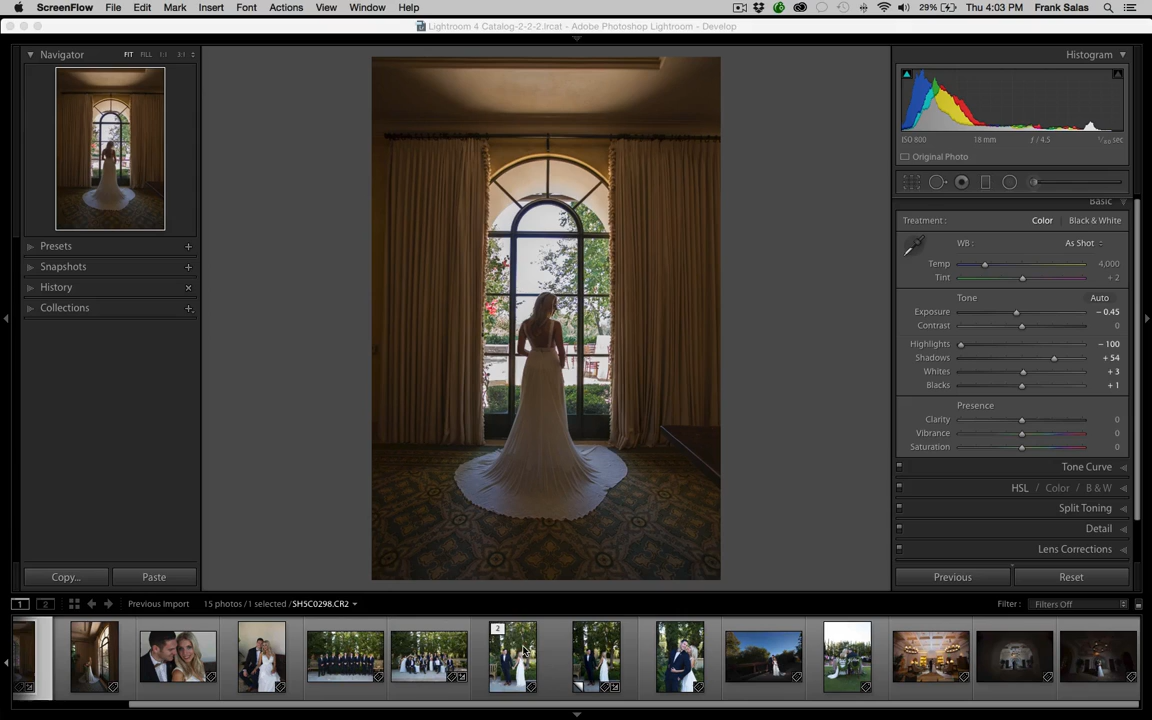 ScreenFlow File Edit Mark Insert Font Actions View Window Help 29% Thu 4:03 PM Frank Salas
Lightroom 4 Catalog-2-2-2.lrcat - Adobe Photoshop Lightroom - Develop
Navigator FIT FILL 1:1 3:1
Histogram
ISO 800 18 mm ƒ / 4.5
Original Photo
Basic
Treatment : Color Black & White
WB : As Shot
Temp 4,000
Tint + 2
Tone Auto
Exposure − 0.45
Contrast 0
Highlights − 100
Shadows + 54
Whites + 3
Blacks + 1
Presence
Clarity 0
Vibrance 0
Saturation 0
Tone Curve
HSL / Color / B & W
Split Toning
Detail
Lens Corrections
Presets
Snapshots
History
Collections
Copy... Paste
Previous Reset
1 2 Previous Import 15 photos / 1 selected / SH5C0298.CR2 Filter : Filters Off
2